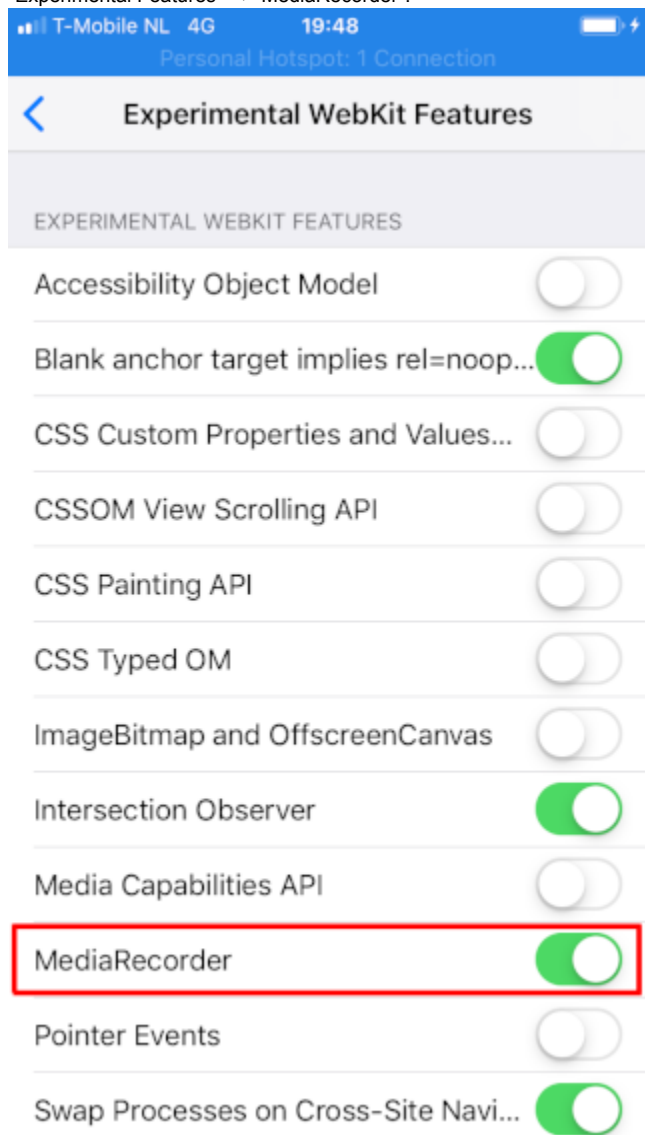 T-Mobile NL 4G 19:48
Personal Hotspot: 1 Connection
Experimental WebKit Features
EXPERIMENTAL WEBKIT FEATURES
Accessibility Object Model
Blank anchor target implies rel=noop...
CSS Custom Properties and Values...
CSSOM View Scrolling API
CSS Painting API
CSS Typed OM
ImageBitmap and OffscreenCanvas
Intersection Observer
Media Capabilities API
MediaRecorder
Pointer Events
Swap Processes on Cross-Site Navi...